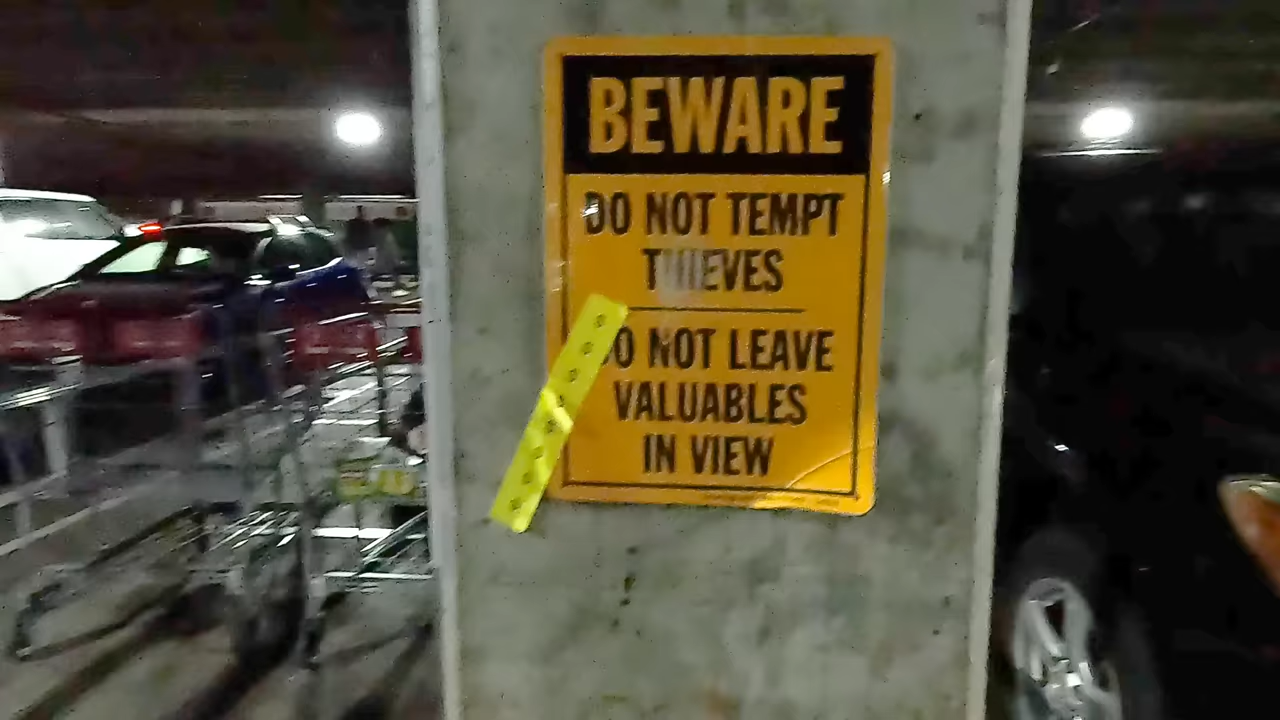 BEWARE
DO NOT TEMPT
THIEVES
DO NOT LEAVE
VALUABLES
IN VIEW